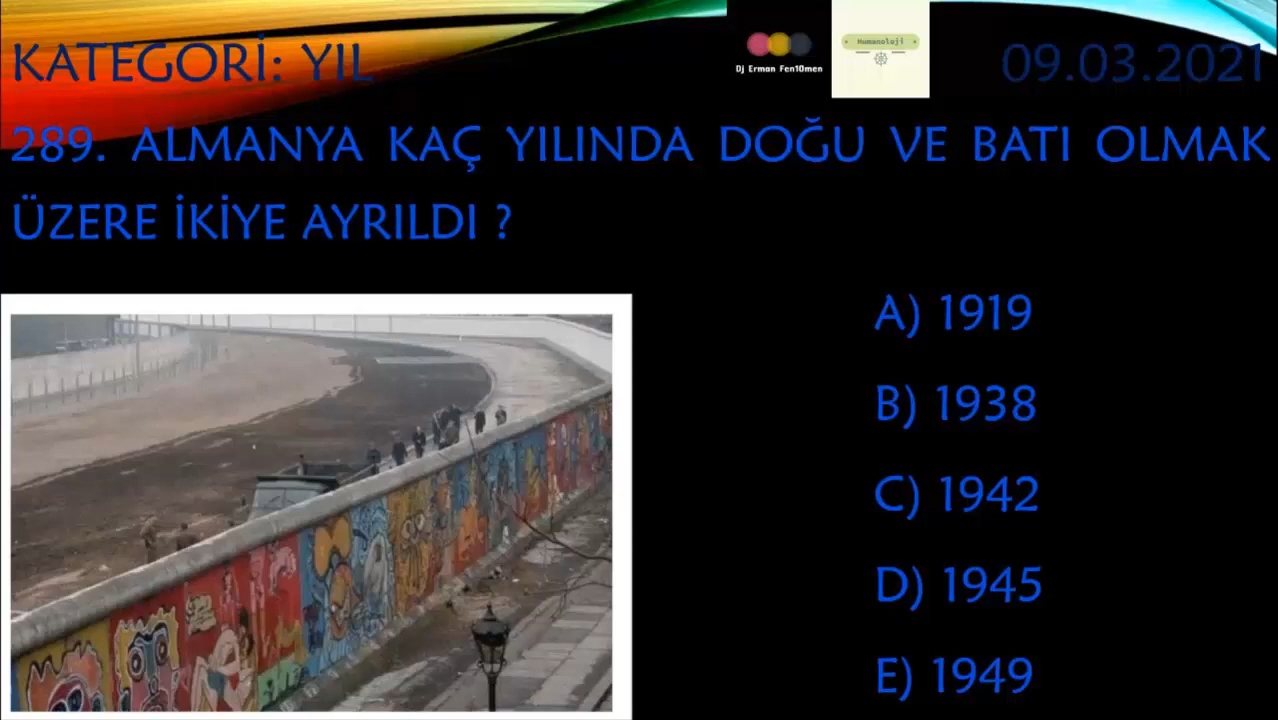 KATEGORİ: YIL
Dj Erman Fen10men
Humanoloji
09.03.2021
289. ALMANYA KAÇ YILINDA DOĞU VE BATI OLMAK
ÜZERE İKİYE AYRILDI ?
A) 1919
B) 1938
C) 1942
D) 1945
E) 1949